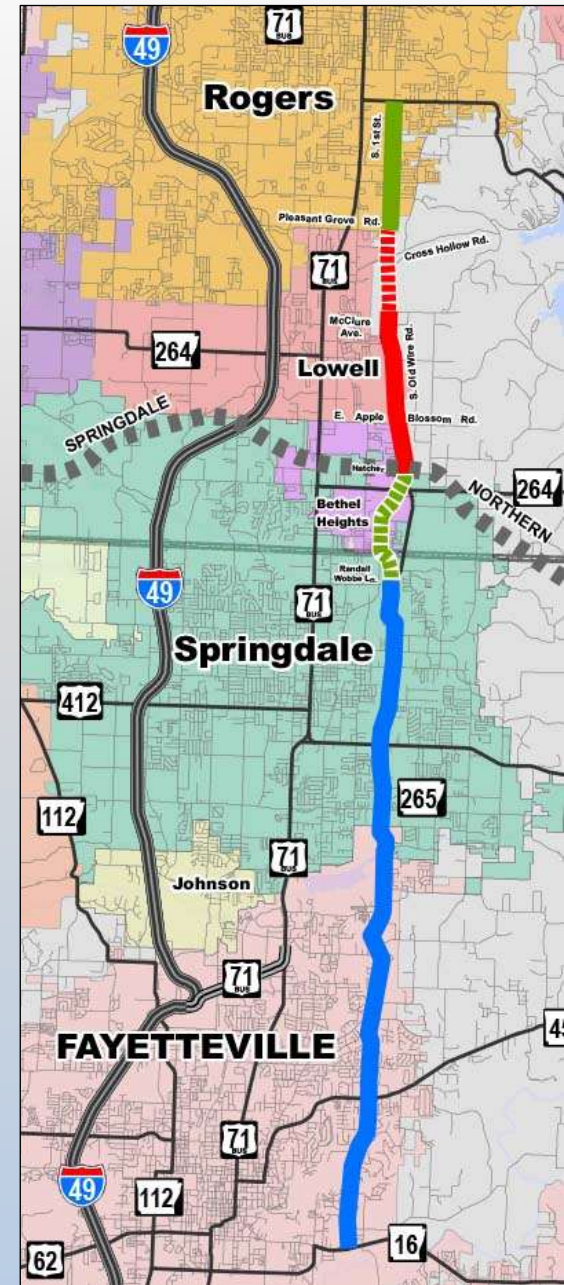 71
BUS
49
Rogers
S. 1st St.
Pleasant Grove Rd.
Cross Hollow Rd.
71
BUS
McClure
Ave.
264
Lowell
S. Old Wire Rd.
E. Apple Blossom Rd.
SPRINGDALE
NORTHERN
264
Bethel
Heights
Randall
Wobbe Ln.
49
71
BUS
Springdale
412
265
112
71
BUS
Johnson
71
BUS
FAYETTEVILLE
45
71
BUS
49
112
16
62